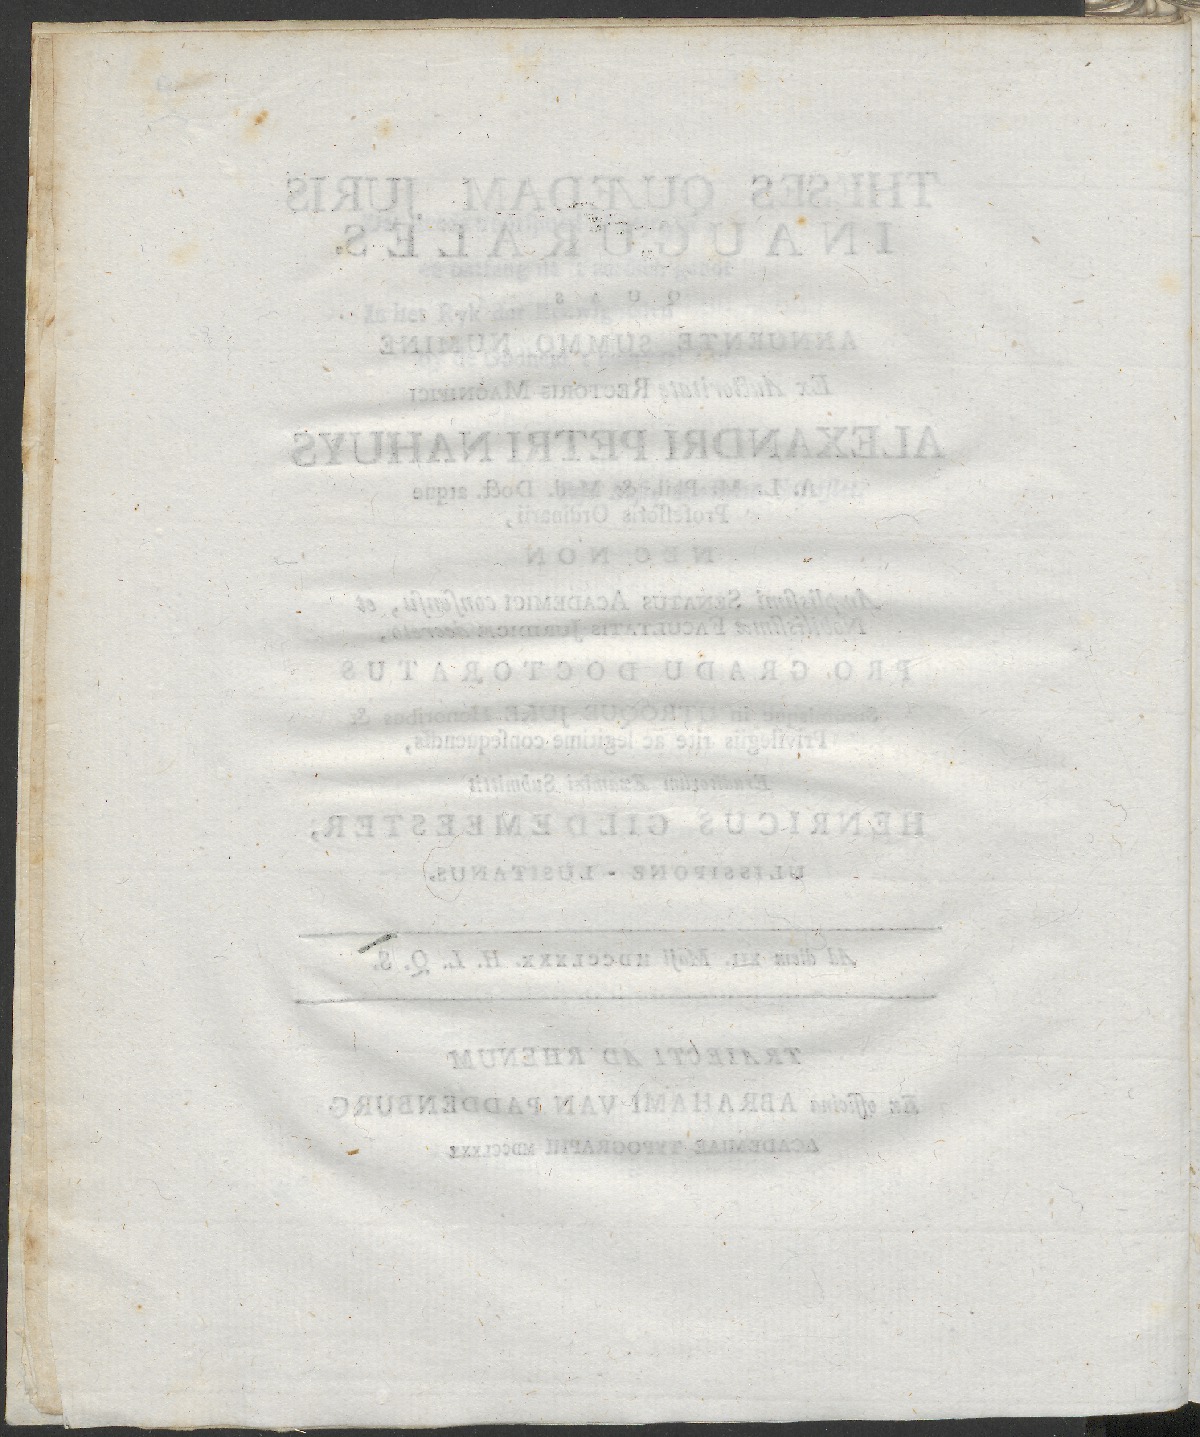 THESES QUÆDAM JURIS
INAUGURALES,
QUAS
ANNUENTE SUMMO NUMINE
Ex Auctoritate RECTORIS MAGNIFICI
ALEXANDRI PETRI NAHUYS
A. L. M. Phil. & Med. Doct. atque
Professoris Ordinarii,
NEC NON
Amplissimi SENATUS ACADEMICI consensu, et
Nobilissimæ FACULTATIS JURIDICÆ decreto,
PRO GRADU DOCTORATUS
Summisque in UTROQUE JURE Honoribus &
Privilegiis rite ac legitime consequendis,
Eruditorum Examini Submittit
HENRICUS GILDEMEESTER,
ULISSIPONE - LUSITANUS.
Ad diem XII. Maji MDCCLXXX. H. L. Q. S.
TRAIECTI AD RHENUM
Ex officina ABRAHAMI VAN PADDENBURG
ACADEMIAE TYPOGRAPHI MDCCLXXX